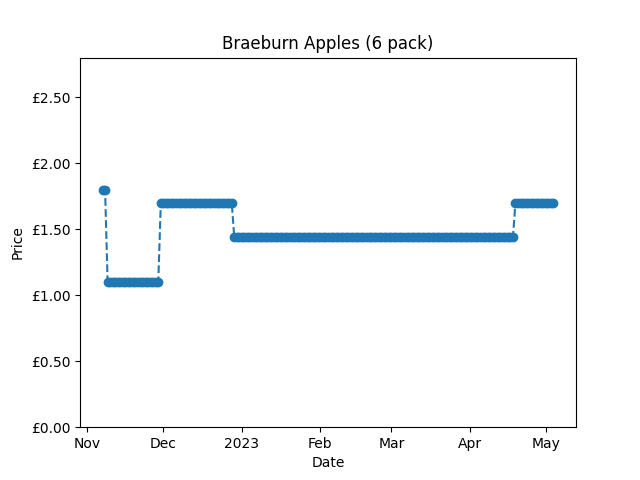 Braeburn Apples (6 pack)
£2.50
£2.00
£1.50
£1.00
£0.50
£0.00
Price
Nov Dec 2023 Feb Mar Apr May
Date